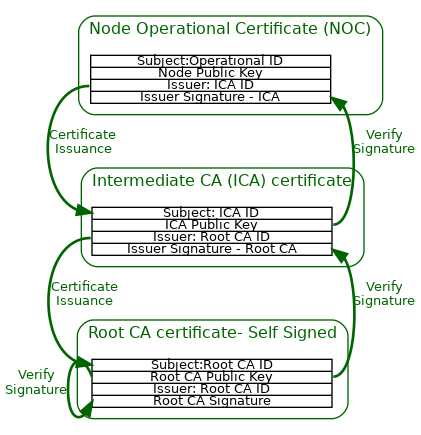 Node Operational Certificate (NOC)
Subject:Operational ID
Node Public Key
Issuer: ICA ID
Issuer Signature - ICA
Certificate
Issuance
Verify
Signature
Intermediate CA (ICA) certificate
Subject: ICA ID
ICA Public Key
Issuer: Root CA ID
Issuer Signature - Root CA
Certificate
Issuance
Verify
Signature
Root CA certificate- Self Signed
Subject:Root CA ID
Root CA Public Key
Issuer: Root CA ID
Root CA Signature
Verify
Signature